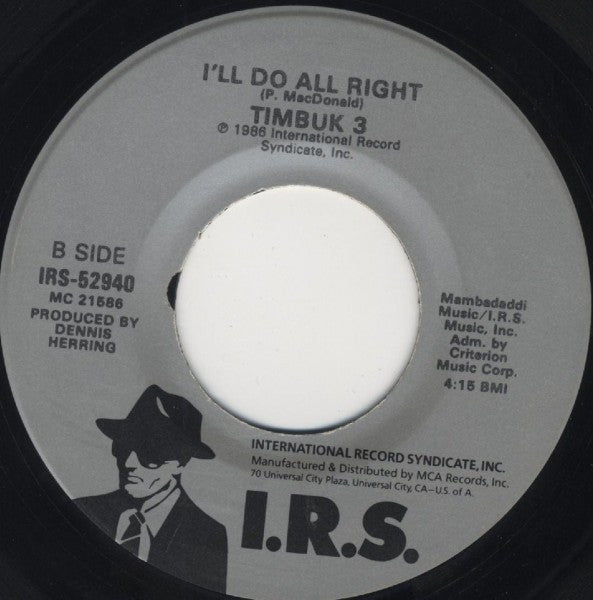 I'LL DO ALL RIGHT
(P. MacDonald)
TIMBUK 3
℗ 1986 International Record
Syndicate, Inc.
B SIDE
IRS-52940
MC 21586
PRODUCED BY
DENNIS
HERRING
Mambadaddi
Music/I.R.S.
Music, Inc.
Adm. by
Criterion
Music Corp.
4:15 BMI
INTERNATIONAL RECORD SYNDICATE, INC.
Manufactured & Distributed by MCA Records, Inc.
70 Universal City Plaza, Universal City, CA–U.S. of A.
I.R.S.